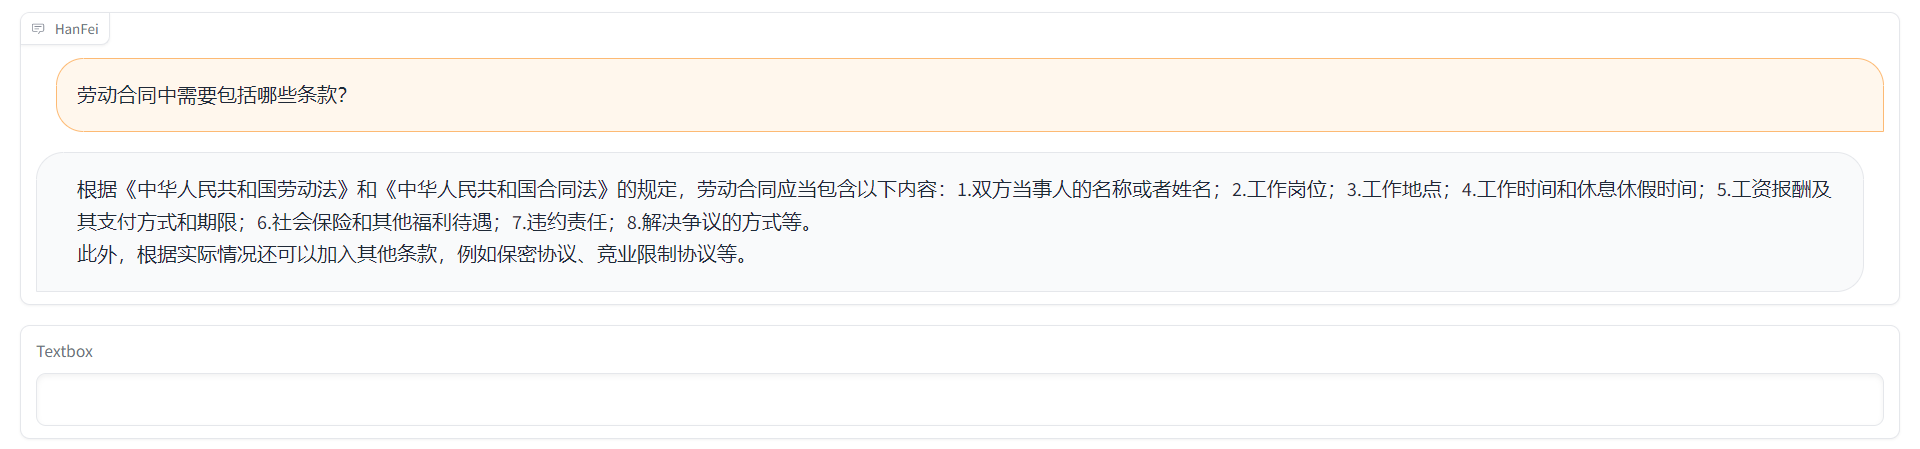 HanFei
劳动合同中需要包括哪些条款?
根据《中华人民共和国劳动法》和《中华人民共和国合同法》的规定，劳动合同应当包含以下内容：1.双方当事人的名称或者姓名；2.工作岗位；3.工作地点；4.工作时间和休息休假时间；5.工资报酬及
其支付方式和期限；6.社会保险和其他福利待遇；7.违约责任；8.解决争议的方式等。
此外，根据实际情况还可以加入其他条款，例如保密协议、竞业限制协议等。
Textbox